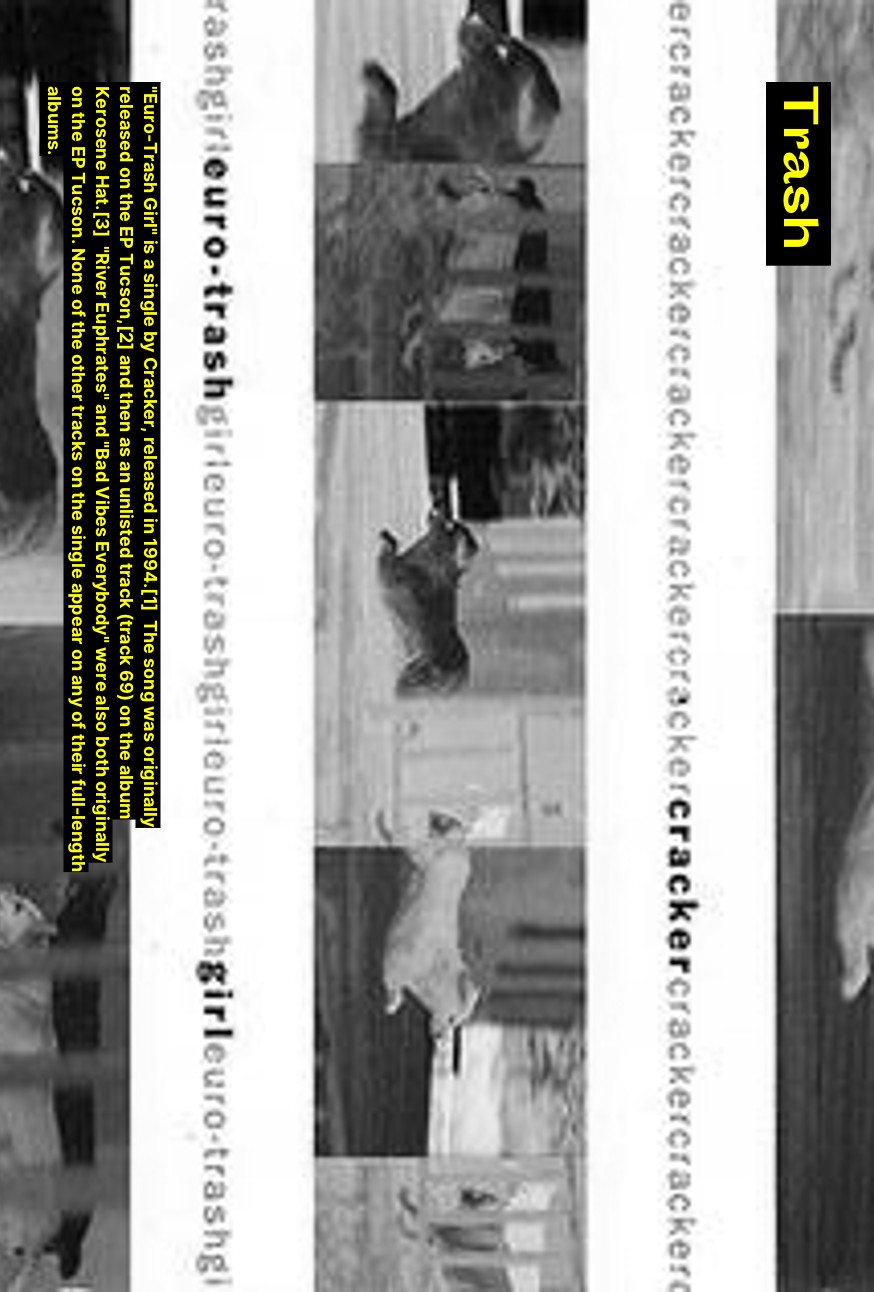 Trash
ercrackercrackercrackercrackercrackercrackercrackercrackercrackercrackerc
rashgirleuro-trashgirleuro-trashgirleuro-trashgirleuro-trashgi
"Euro-Trash Girl" is a single by Cracker, released in 1994.[1] The song was originally
released on the EP Tucson,[2] and then as an unlisted track (track 69) on the album
Kerosene Hat.[3] "River Euphrates" and "Bad Vibes Everybody" were also both originally
on the EP Tucson. None of the other tracks on the single appear on any of their full-length
albums.